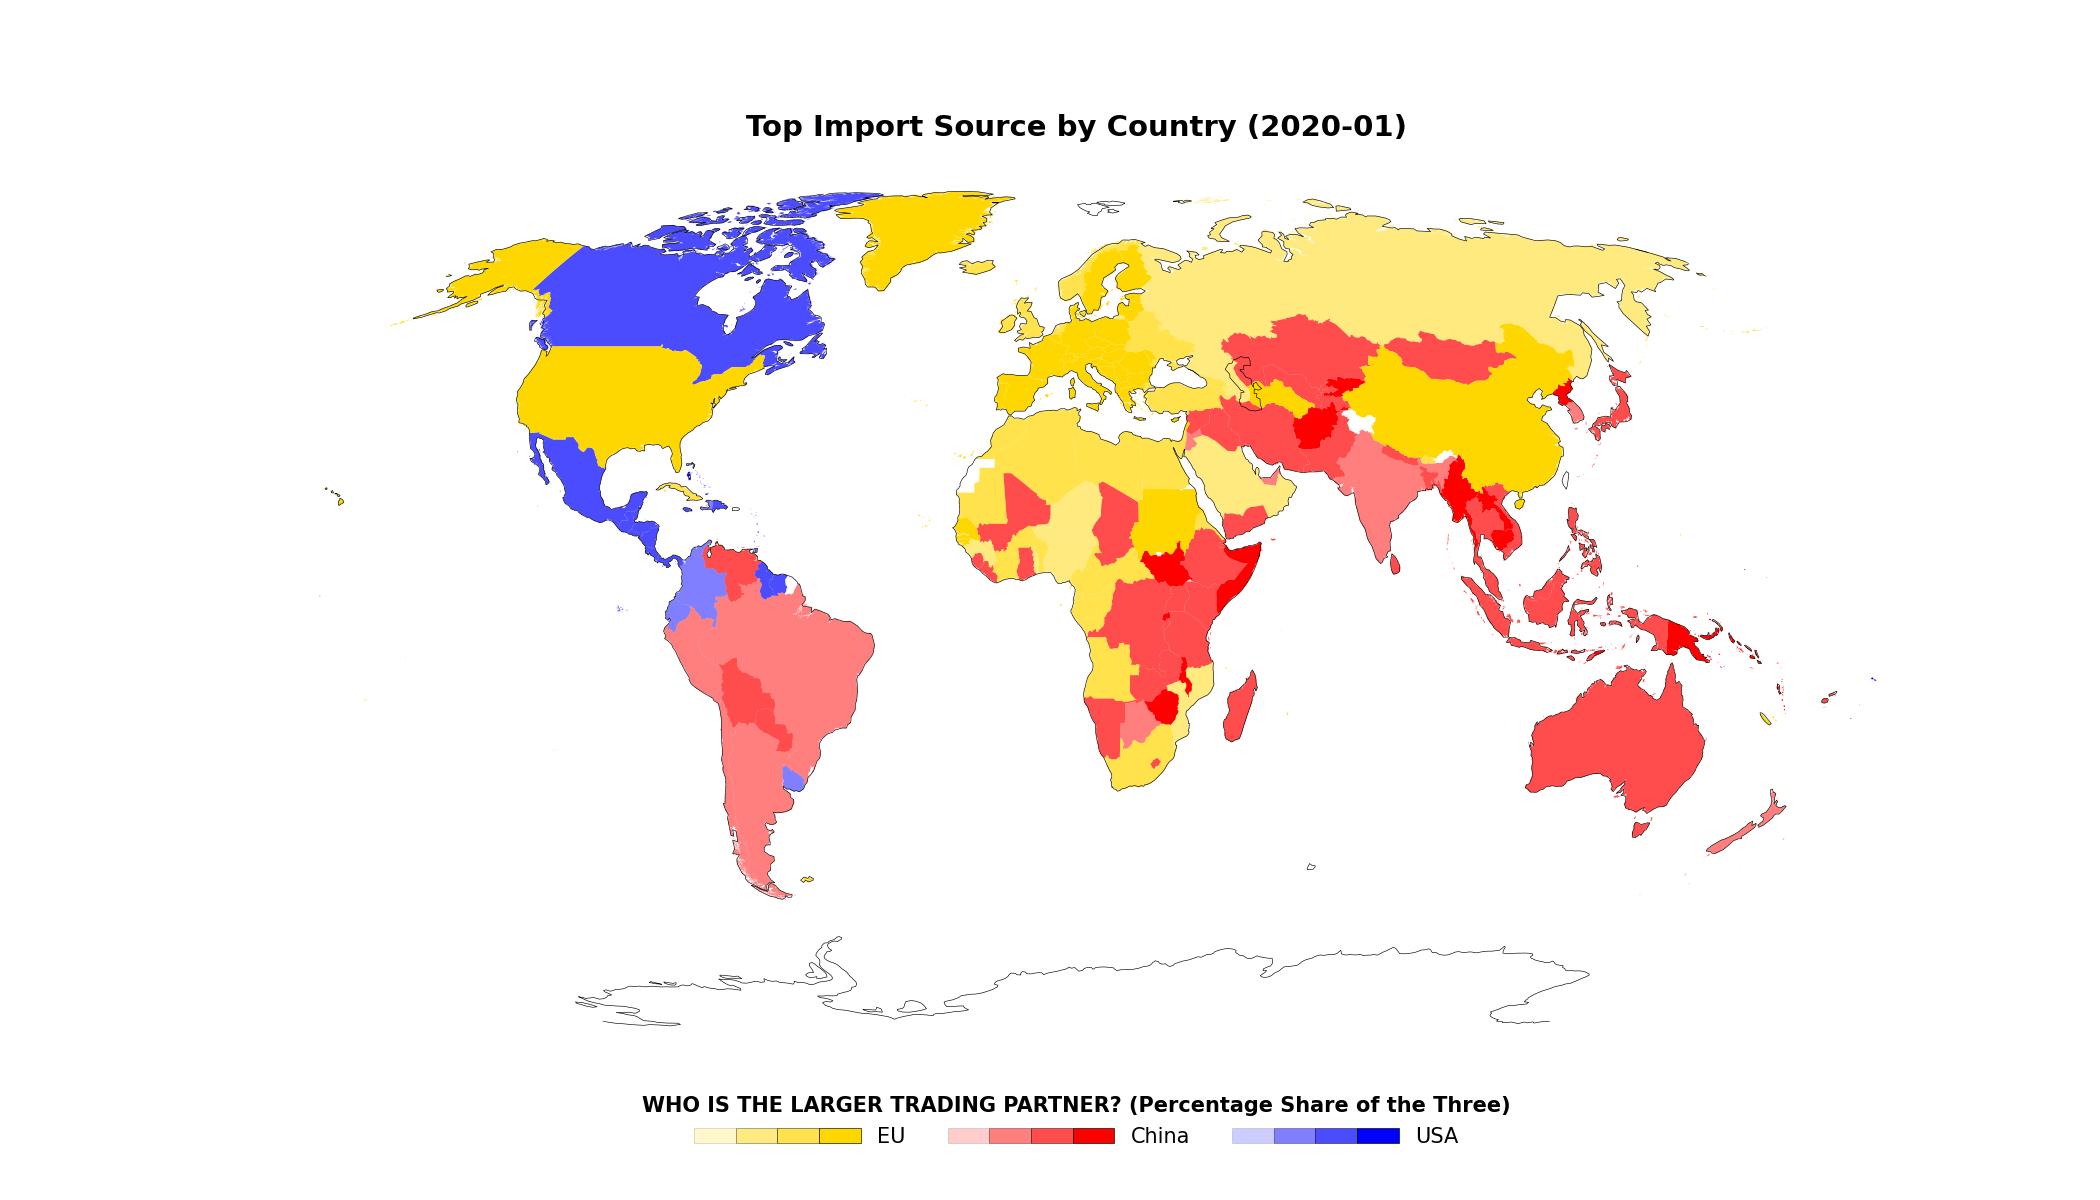 Top Import Source by Country (2020-01)
WHO IS THE LARGER TRADING PARTNER? (Percentage Share of the Three)
EU China USA